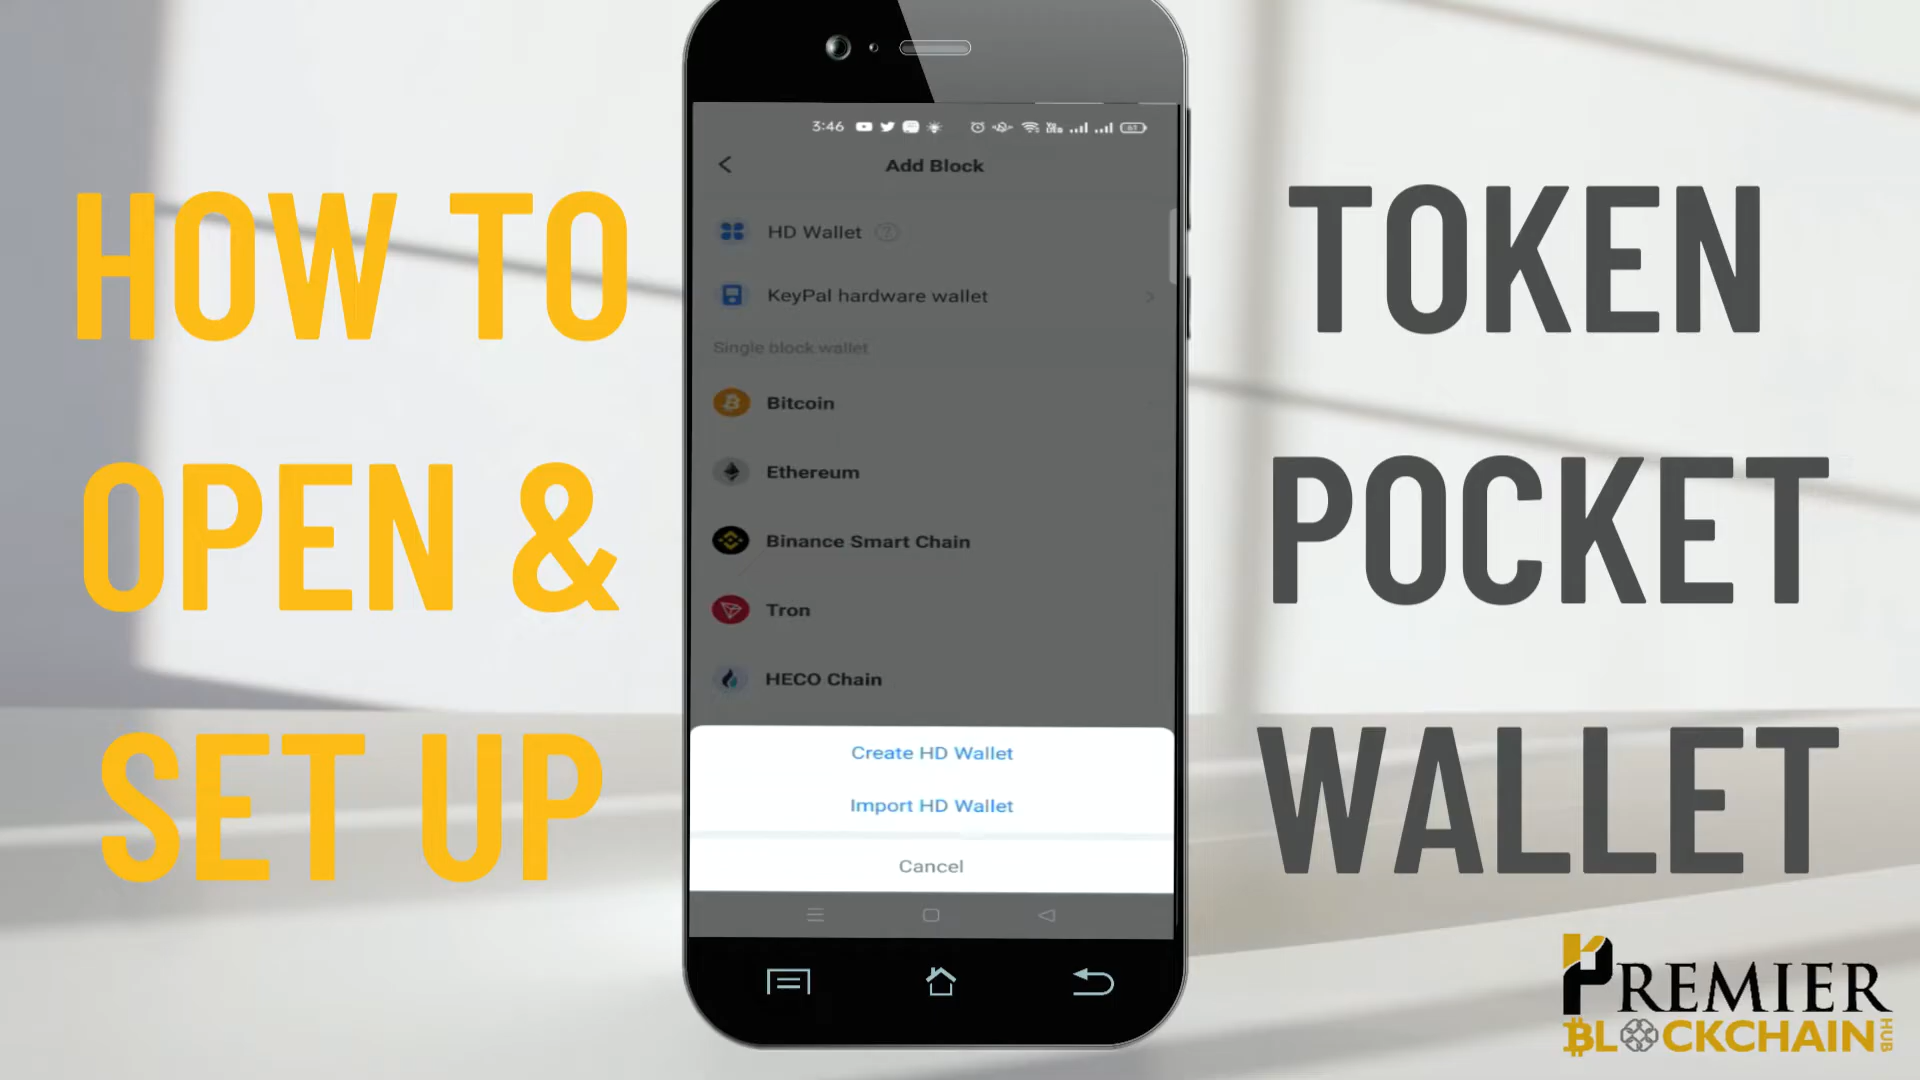 HOW TO
OPEN &
SET UP
3:46
63
Add Block
HD Wallet ?
KeyPal hardware wallet
Single block wallet
Bitcoin
Ethereum
Binance Smart Chain
Tron
HECO Chain
Create HD Wallet
Import HD Wallet
Cancel
TOKEN
POCKET
WALLET
PREMIER
BLOCKCHAIN
HUB